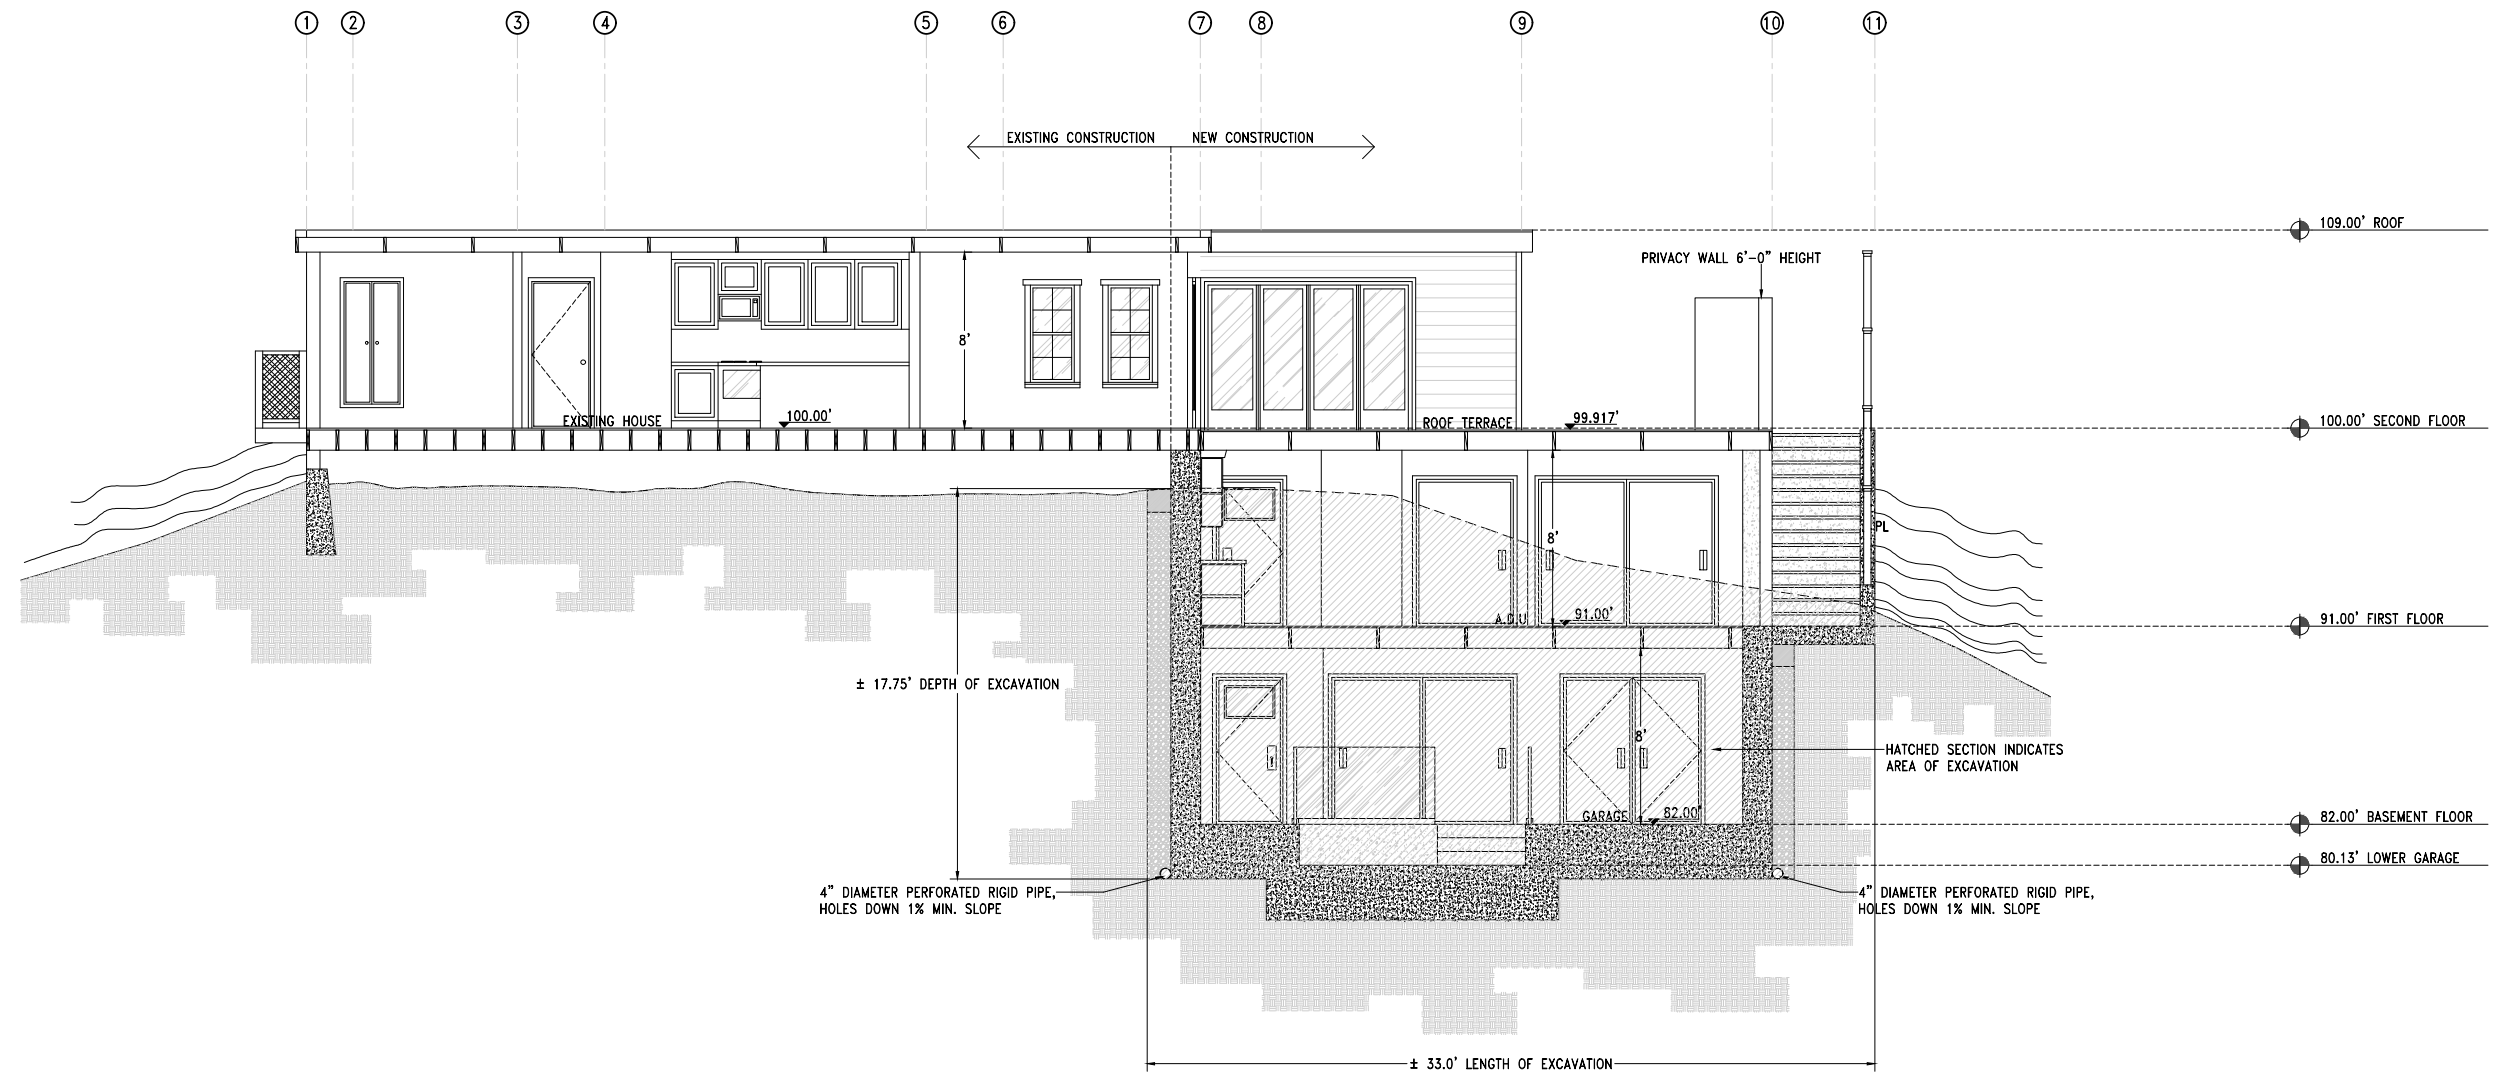 1 2 3 4 5 6 7 8 9 10 11
EXISTING CONSTRUCTION NEW CONSTRUCTION
109.00' ROOF
PRIVACY WALL 6'-0" HEIGHT
8'
EXISTING HOUSE
100.00'
ROOF TERRACE
99.917'
100.00' SECOND FLOOR
PL
8'
A.D.U
91.00'
91.00' FIRST FLOOR
± 17.75' DEPTH OF EXCAVATION
8'
HATCHED SECTION INDICATES
AREA OF EXCAVATION
GARAGE
82.00'
82.00' BASEMENT FLOOR
80.13' LOWER GARAGE
4" DIAMETER PERFORATED RIGID PIPE,
HOLES DOWN 1% MIN. SLOPE
4" DIAMETER PERFORATED RIGID PIPE,
HOLES DOWN 1% MIN. SLOPE
± 33.0' LENGTH OF EXCAVATION